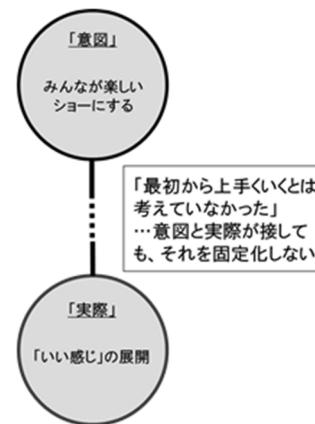 「意図」
みんなが楽しい
ショーにする
「最初から上手くいくとは
考えていなかった」
…意図と実際が接して
も、それを固定化しない
「実際」
「いい感じ」の展開